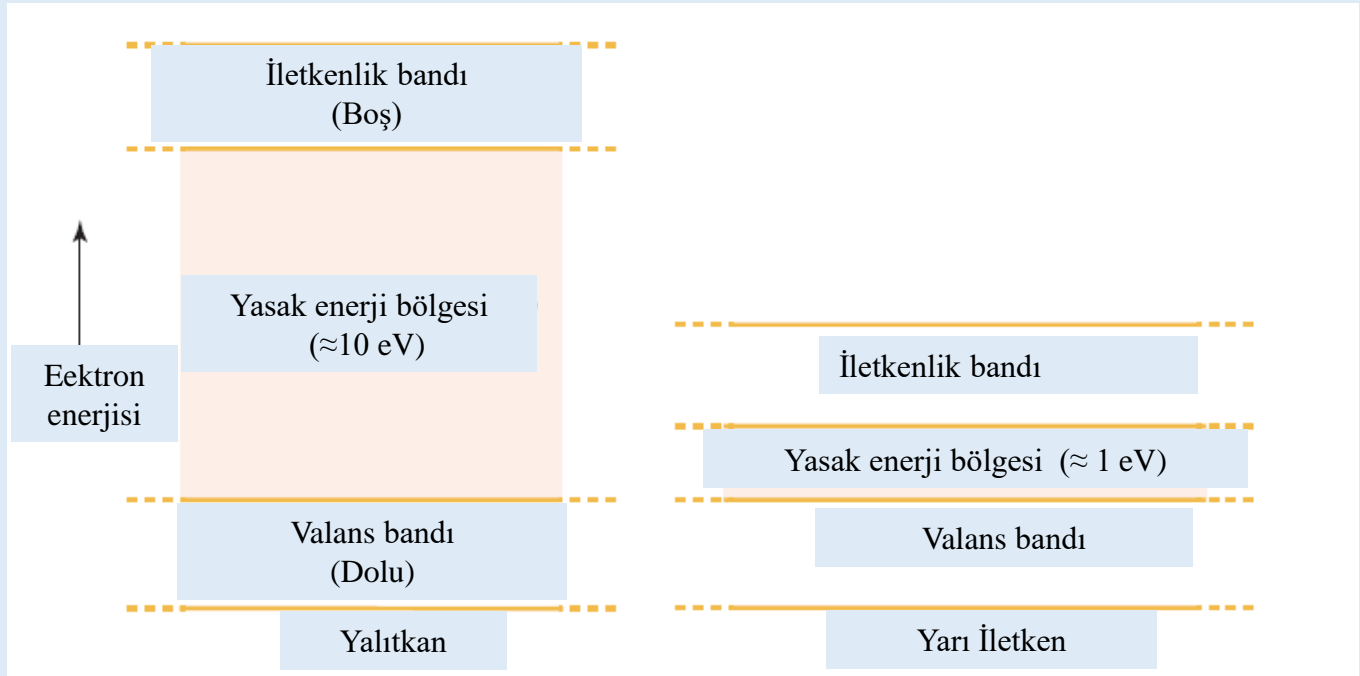 İletkenlik bandı
(Boş)
Yasak enerji bölgesi
(≈10 eV)
Eektron
enerjisi
Valans bandı
(Dolu)
Yalıtkan
İletkenlik bandı
Yasak enerji bölgesi (≈ 1 eV)
Valans bandı
Yarı İletken